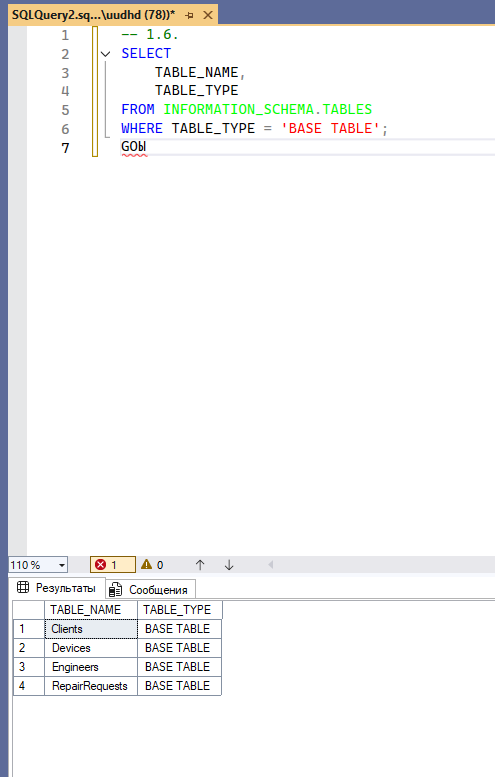 SQLQuery2.sq...\uudhd (78))*
1 -- 1.6.
2 SELECT
3 TABLE_NAME,
4 TABLE_TYPE
5 FROM INFORMATION_SCHEMA.TABLES
6 WHERE TABLE_TYPE = 'BASE TABLE';
7 GOЫ
110 % 1 0
Результаты Сообщения
TABLE_NAME TABLE_TYPE
1 Clients BASE TABLE
2 Devices BASE TABLE
3 Engineers BASE TABLE
4 RepairRequests BASE TABLE